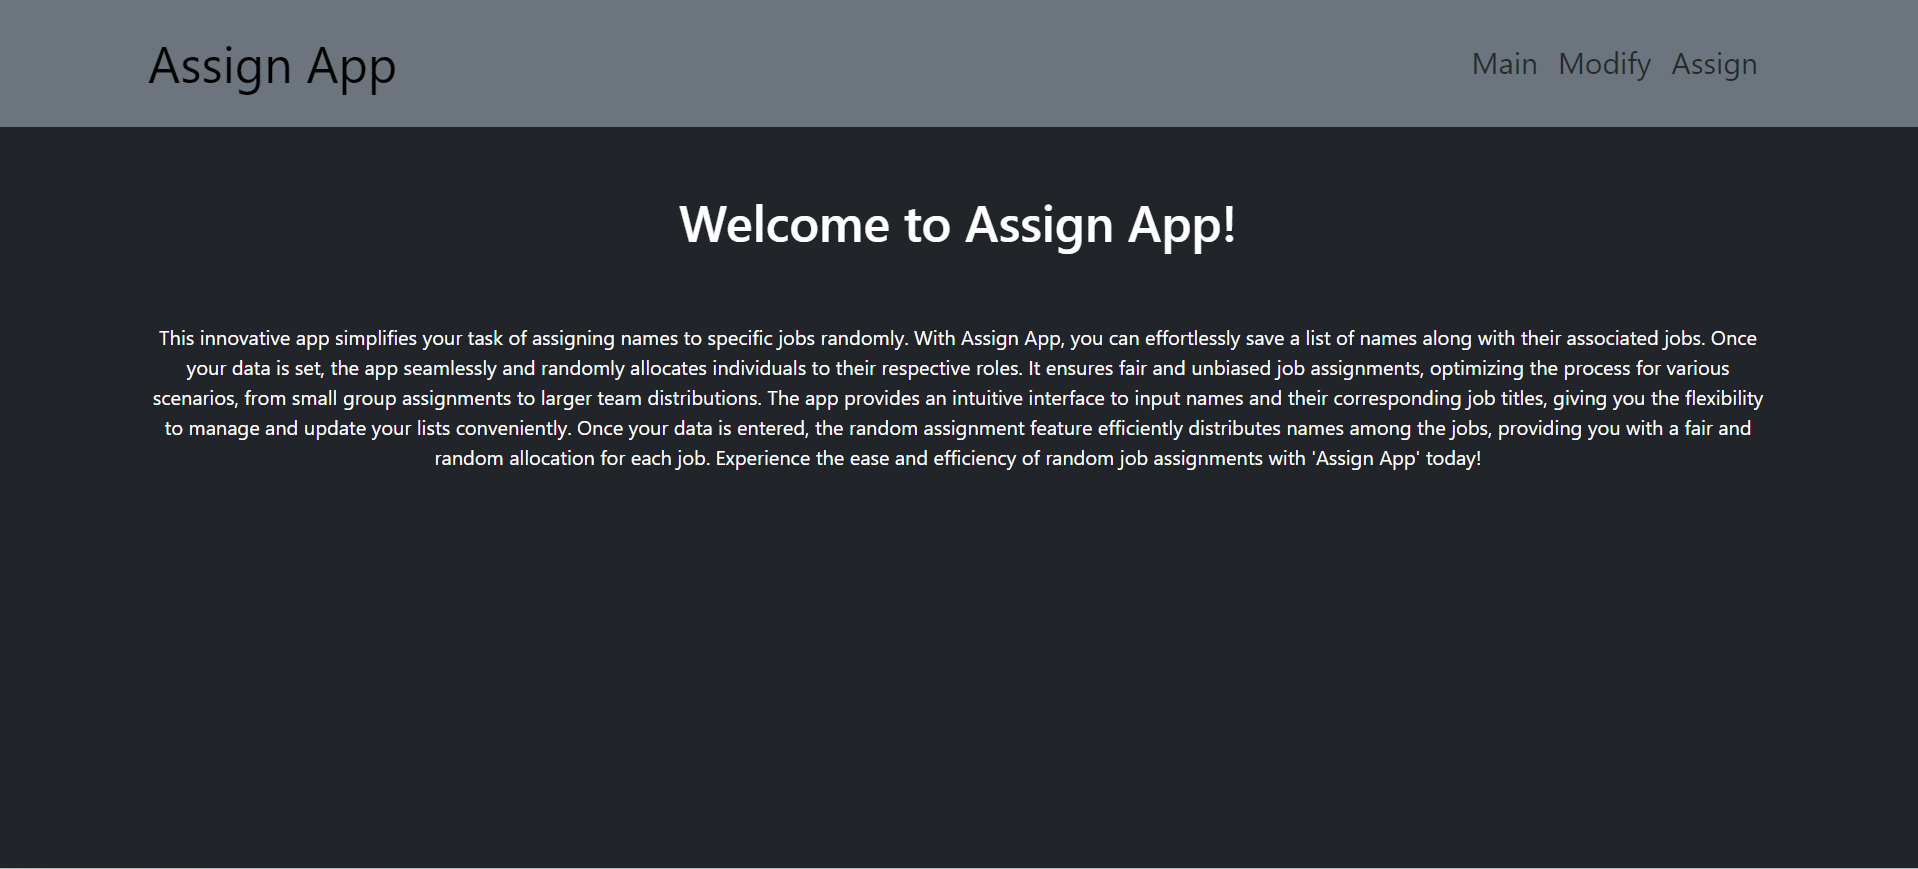 Assign App
Main Modify Assign
Welcome to Assign App!
This innovative app simplifies your task of assigning names to specific jobs randomly. With Assign App, you can effortlessly save a list of names along with their associated jobs. Once
your data is set, the app seamlessly and randomly allocates individuals to their respective roles. It ensures fair and unbiased job assignments, optimizing the process for various
scenarios, from small group assignments to larger team distributions. The app provides an intuitive interface to input names and their corresponding job titles, giving you the flexibility
to manage and update your lists conveniently. Once your data is entered, the random assignment feature efficiently distributes names among the jobs, providing you with a fair and
random allocation for each job. Experience the ease and efficiency of random job assignments with 'Assign App' today!